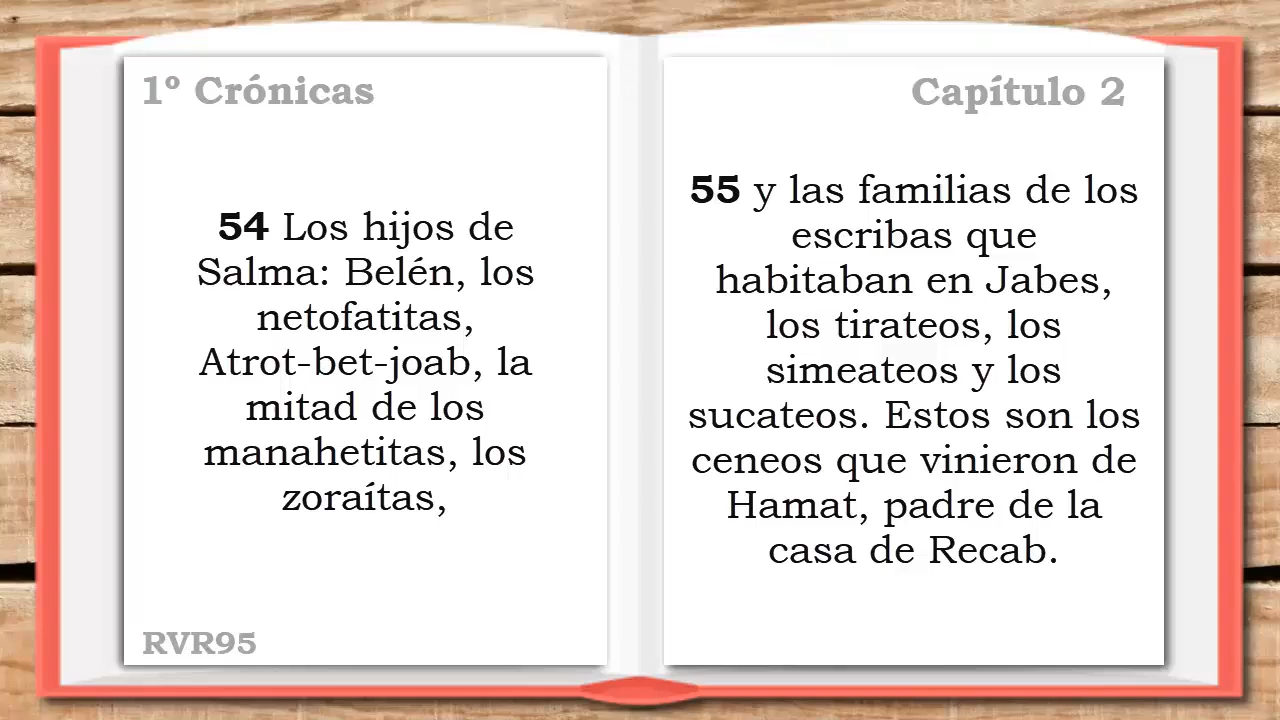 1º Crónicas
54 Los hijos de
Salma: Belén, los
netofatitas,
Atrot-bet-joab, la
mitad de los
manahetitas, los
zoraítas,
RVR95
Capítulo 2
55 y las familias de los
escribas que
habitaban en Jabes,
los tirateos, los
simeateos y los
sucateos. Estos son los
ceneos que vinieron de
Hamat, padre de la
casa de Recab.